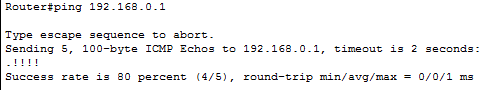 Router#ping 192.168.0.1
Type escape sequence to abort.
Sending 5, 100-byte ICMP Echos to 192.168.0.1, timeout is 2 seconds:
.!!!!
Success rate is 80 percent (4/5), round-trip min/avg/max = 0/0/1 ms